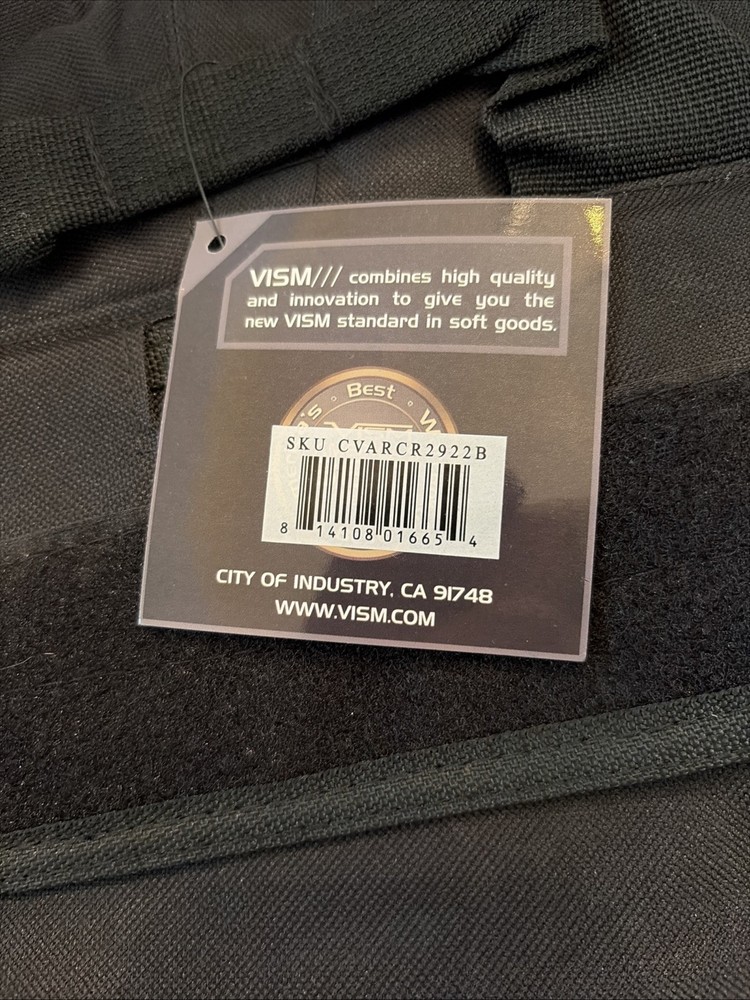 VISM/// combines high quality
and innovation to give you the
new VISM standard in soft goods.
Best
SKU CVARCR2922B
8 14108 01665 4
CITY OF INDUSTRY, CA 91748
WWW.VISM.COM